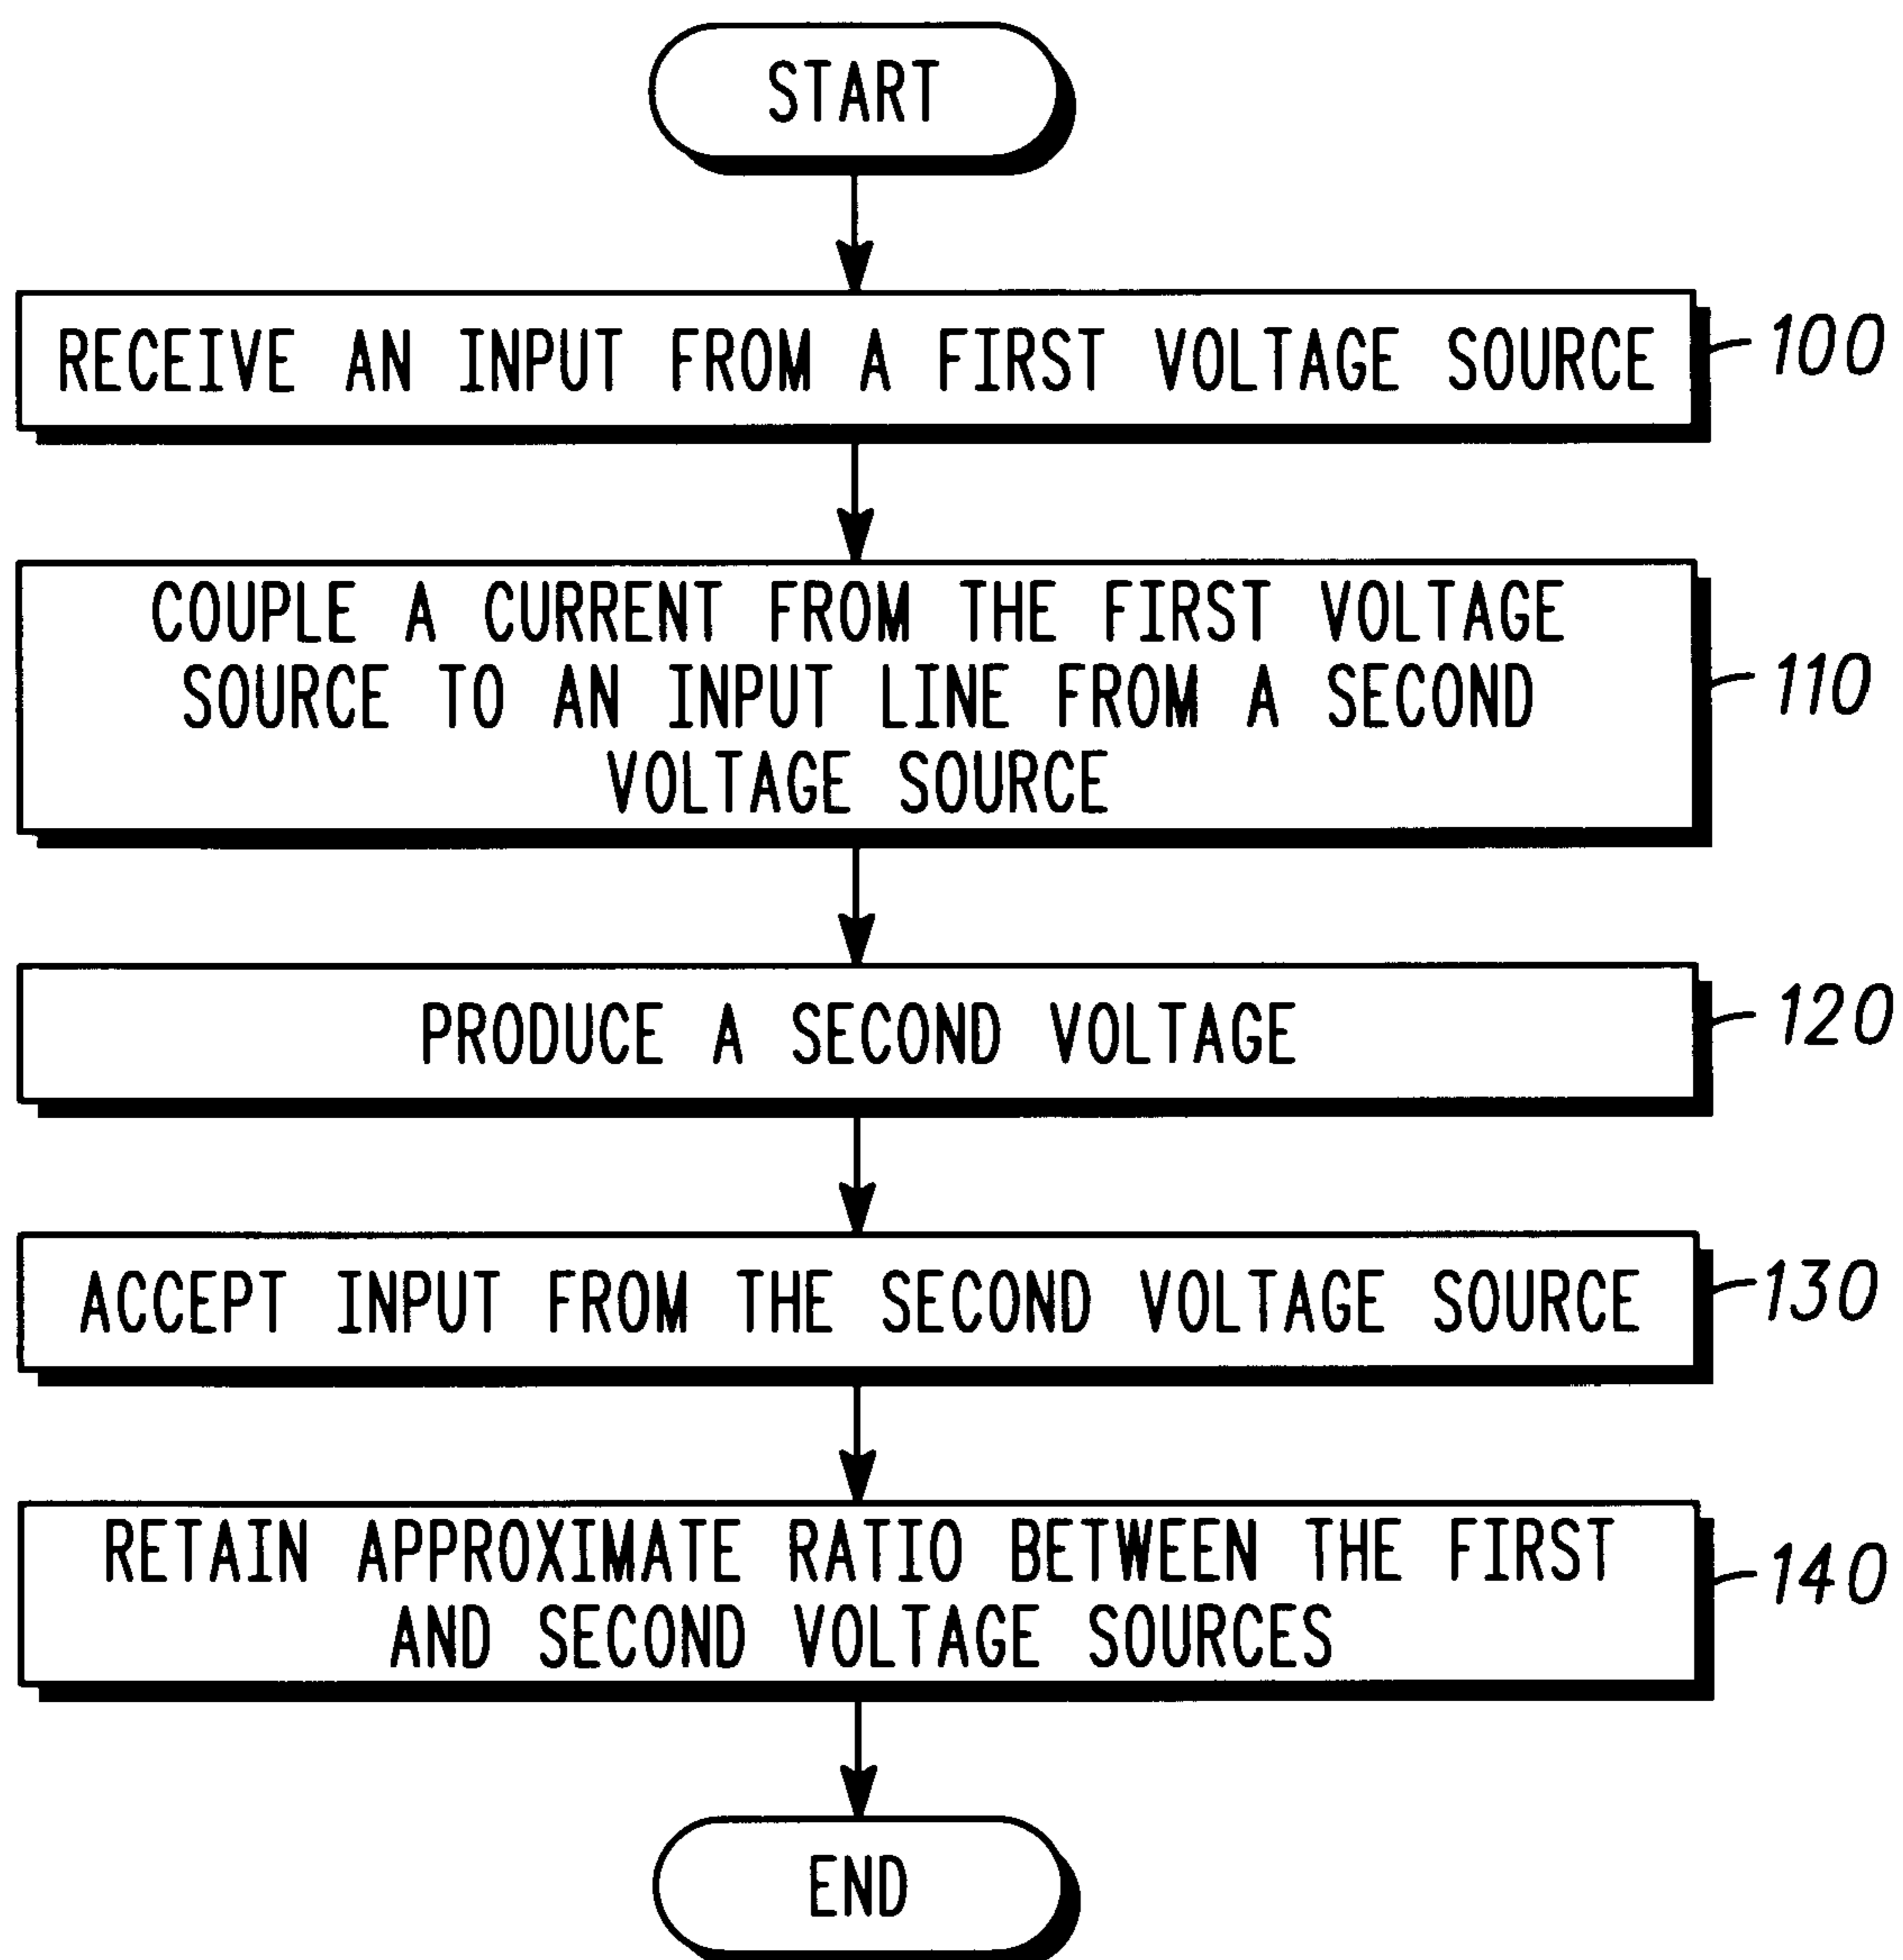 START
RECEIVE AN INPUT FROM A FIRST VOLTAGE SOURCE
100
COUPLE A CURRENT FROM THE FIRST VOLTAGE
SOURCE TO AN INPUT LINE FROM A SECOND
VOLTAGE SOURCE
110
PRODUCE A SECOND VOLTAGE
120
ACCEPT INPUT FROM THE SECOND VOLTAGE SOURCE
130
RETAIN APPROXIMATE RATIO BETWEEN THE FIRST
AND SECOND VOLTAGE SOURCES
140
END